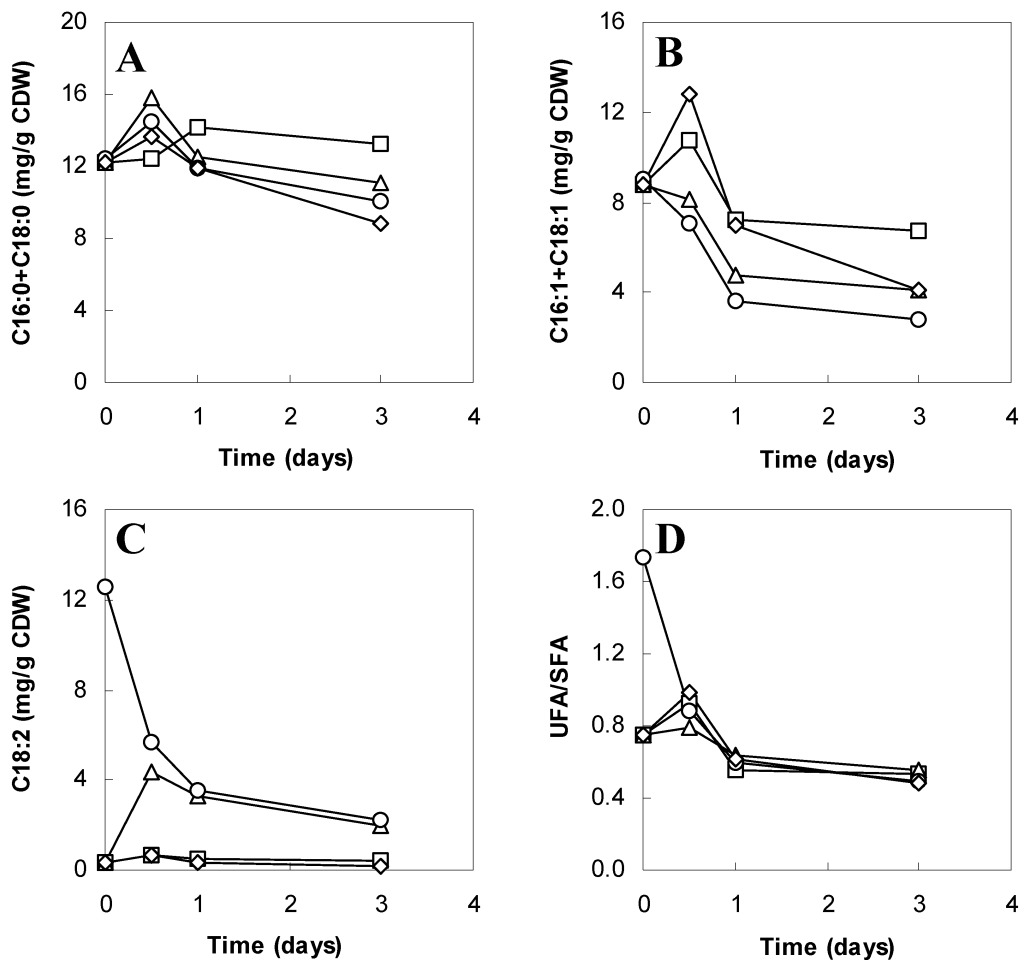 A
C16:0+C18:0 (mg/g CDW)
20
16
12
8
4
0
0 1 2 3 4
Time (days)
B
C16:1+C18:1 (mg/g CDW)
16
12
8
4
0
0 1 2 3 4
Time (days)
C
C18:2 (mg/g CDW)
16
12
8
4
0
0 1 2 3 4
Time (days)
D
UFA/SFA
2.0
1.6
1.2
0.8
0.4
0.0
0 1 2 3 4
Time (days)